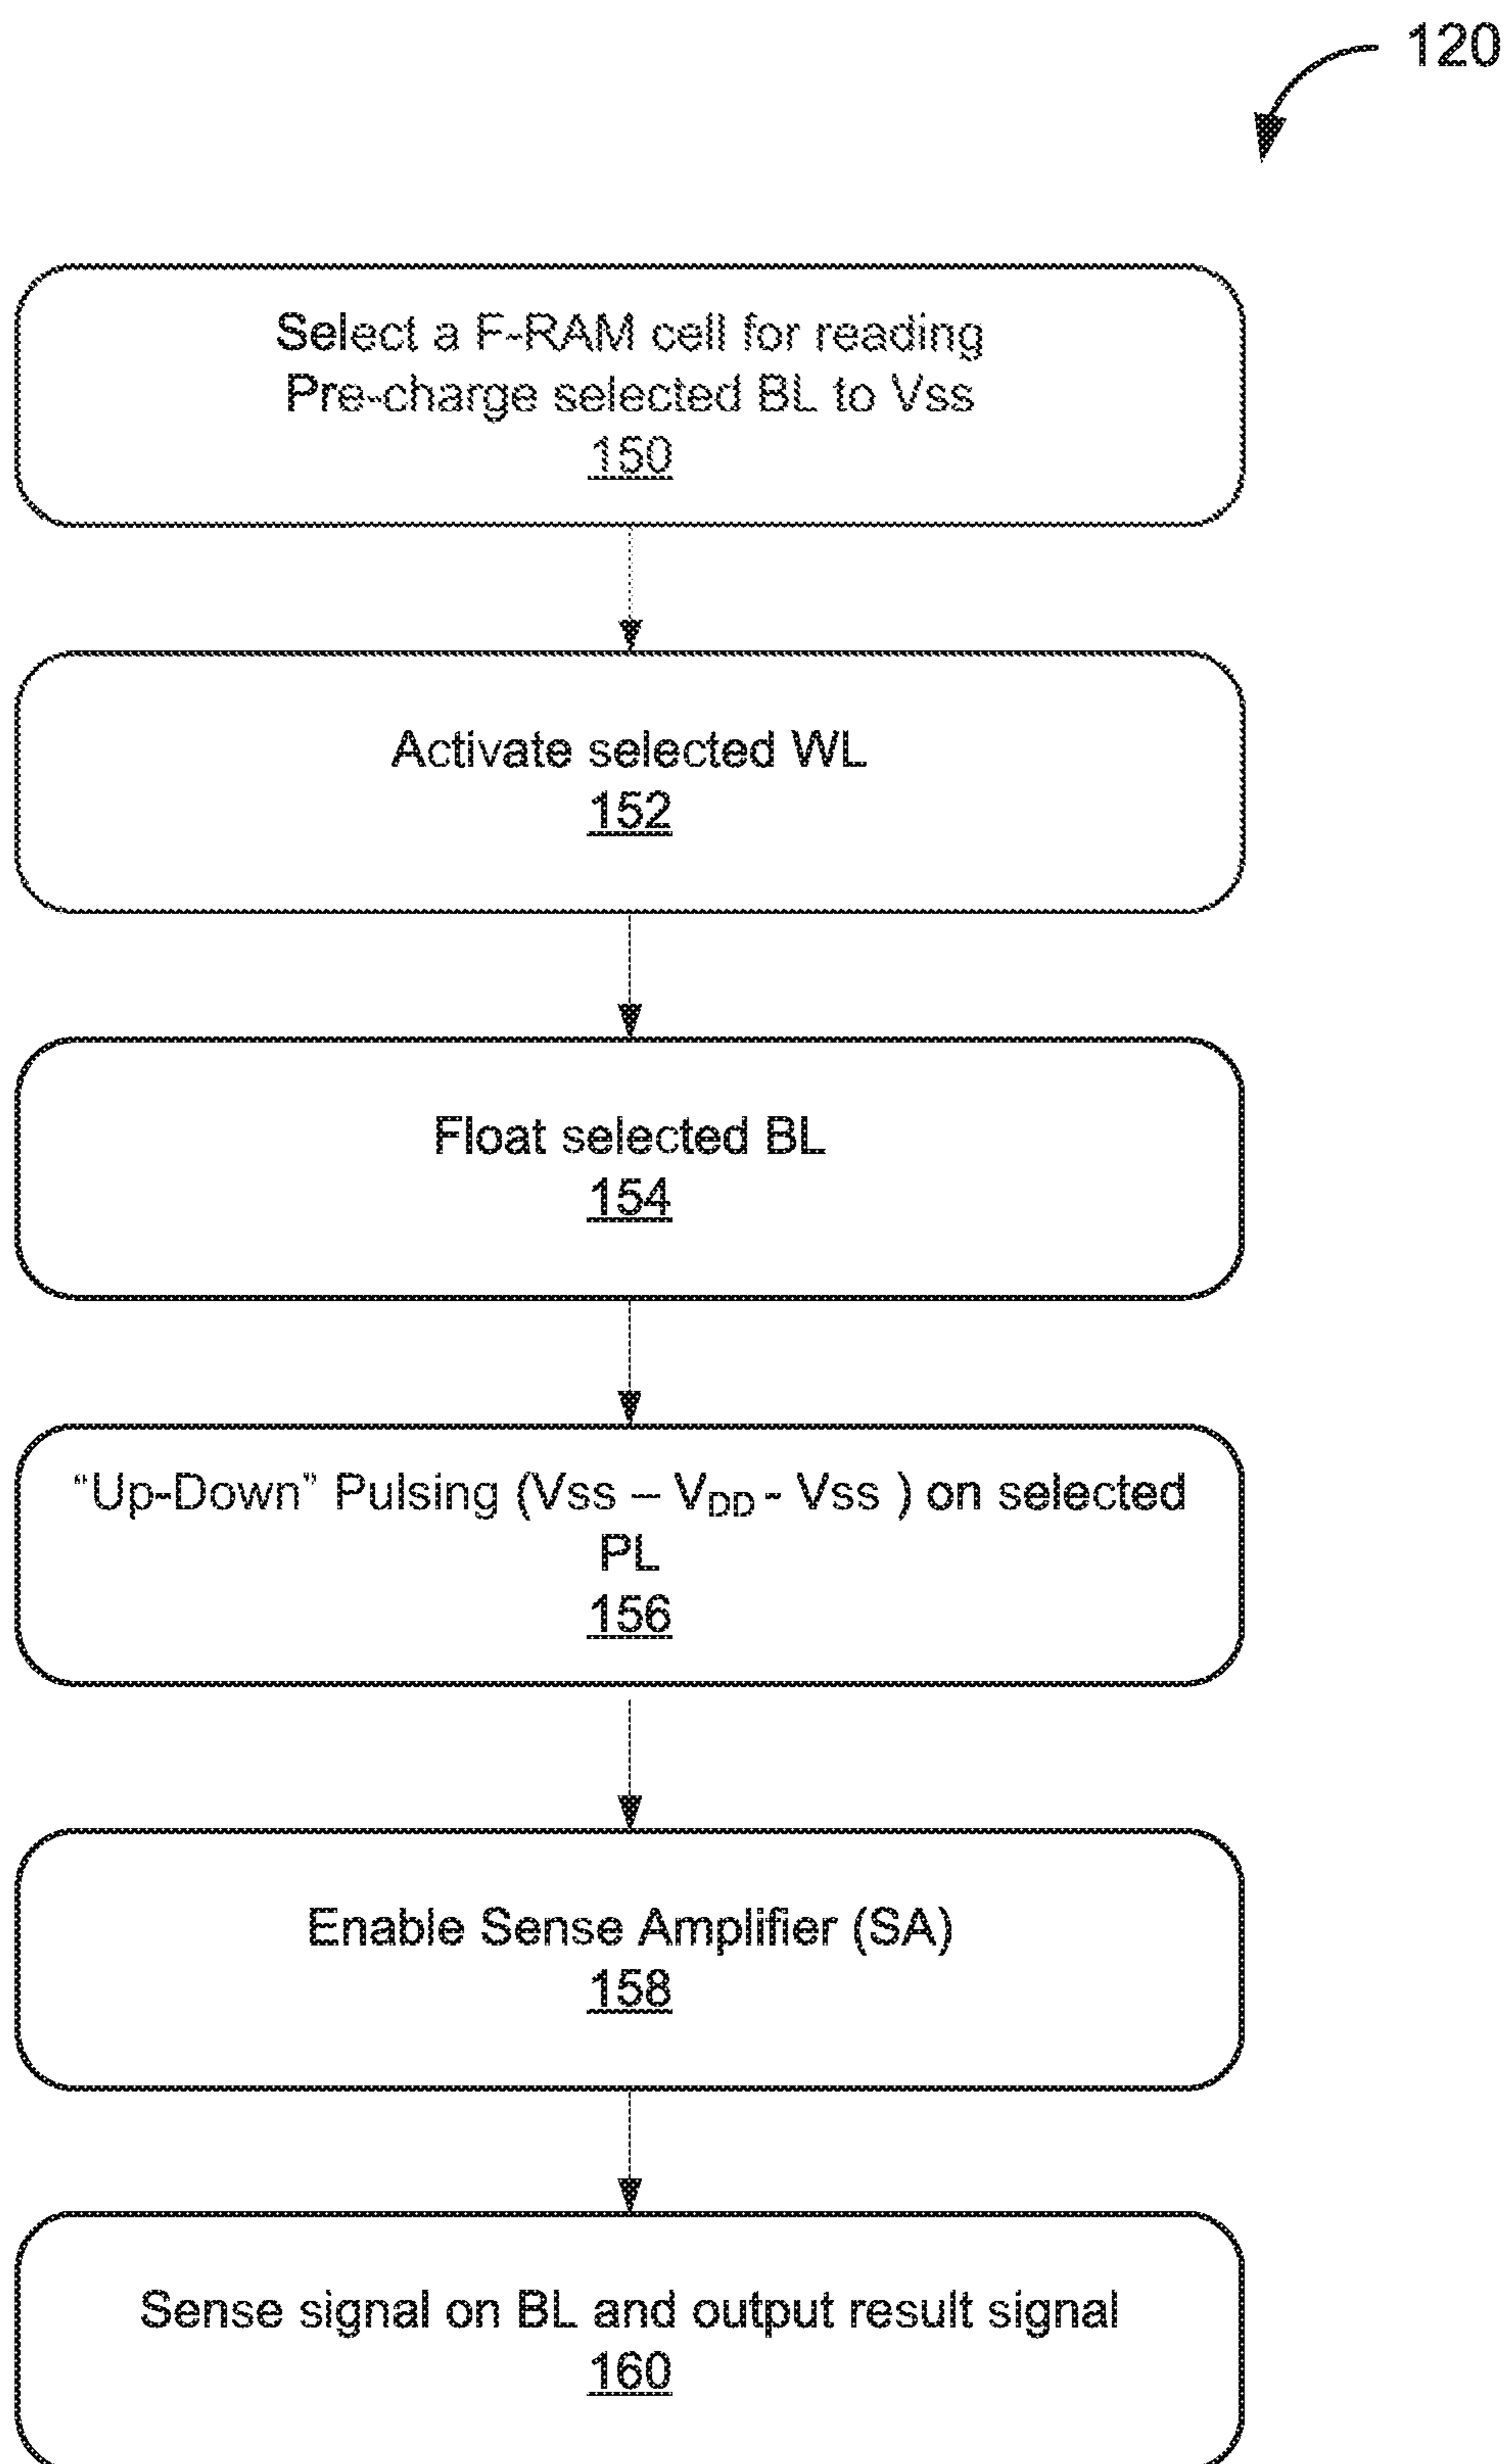 120
Select a F-RAM cell for reading
Pre-charge selected BL to Vss
150
Activate selected WL
152
Float selected BL
154
“Up-Down” Pulsing (Vss – VDD - Vss ) on selected
PL
156
Enable Sense Amplifier (SA)
158
Sense signal on BL and output result signal
160